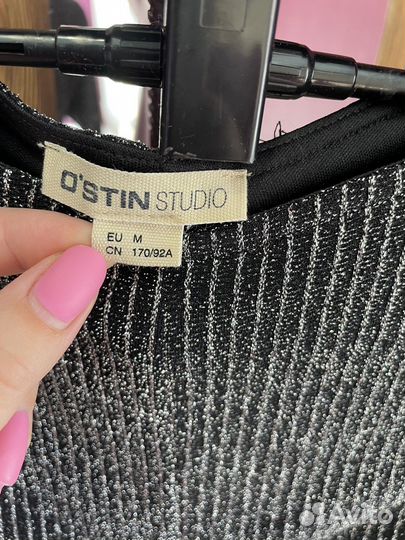 O'STIN STUDIO
EU M
CN 170/92A
Avito